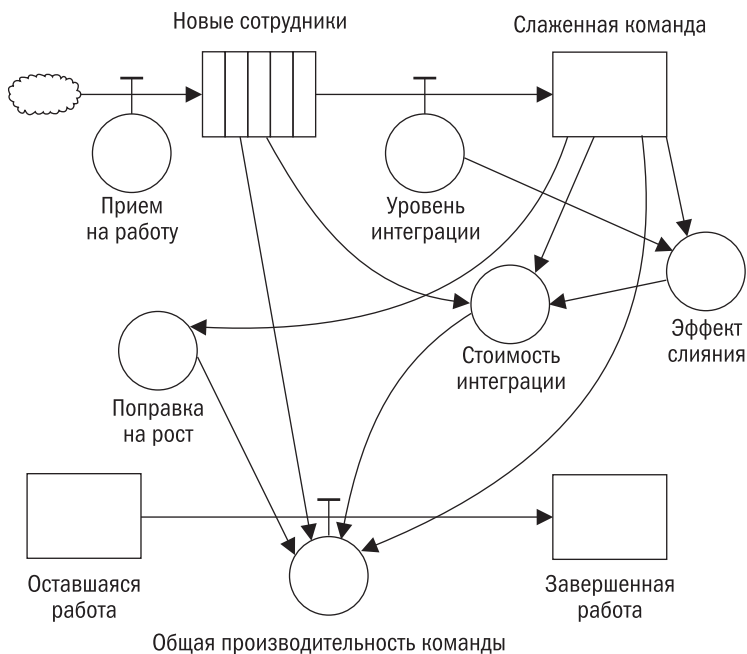 Новые сотрудники
Слаженная команда
Прием
на работу
Уровень
интеграции
Эффект
слияния
Стоимость
интеграции
Поправка
на рост
Оставшаяся
работа
Завершенная
работа
Общая производительность команды